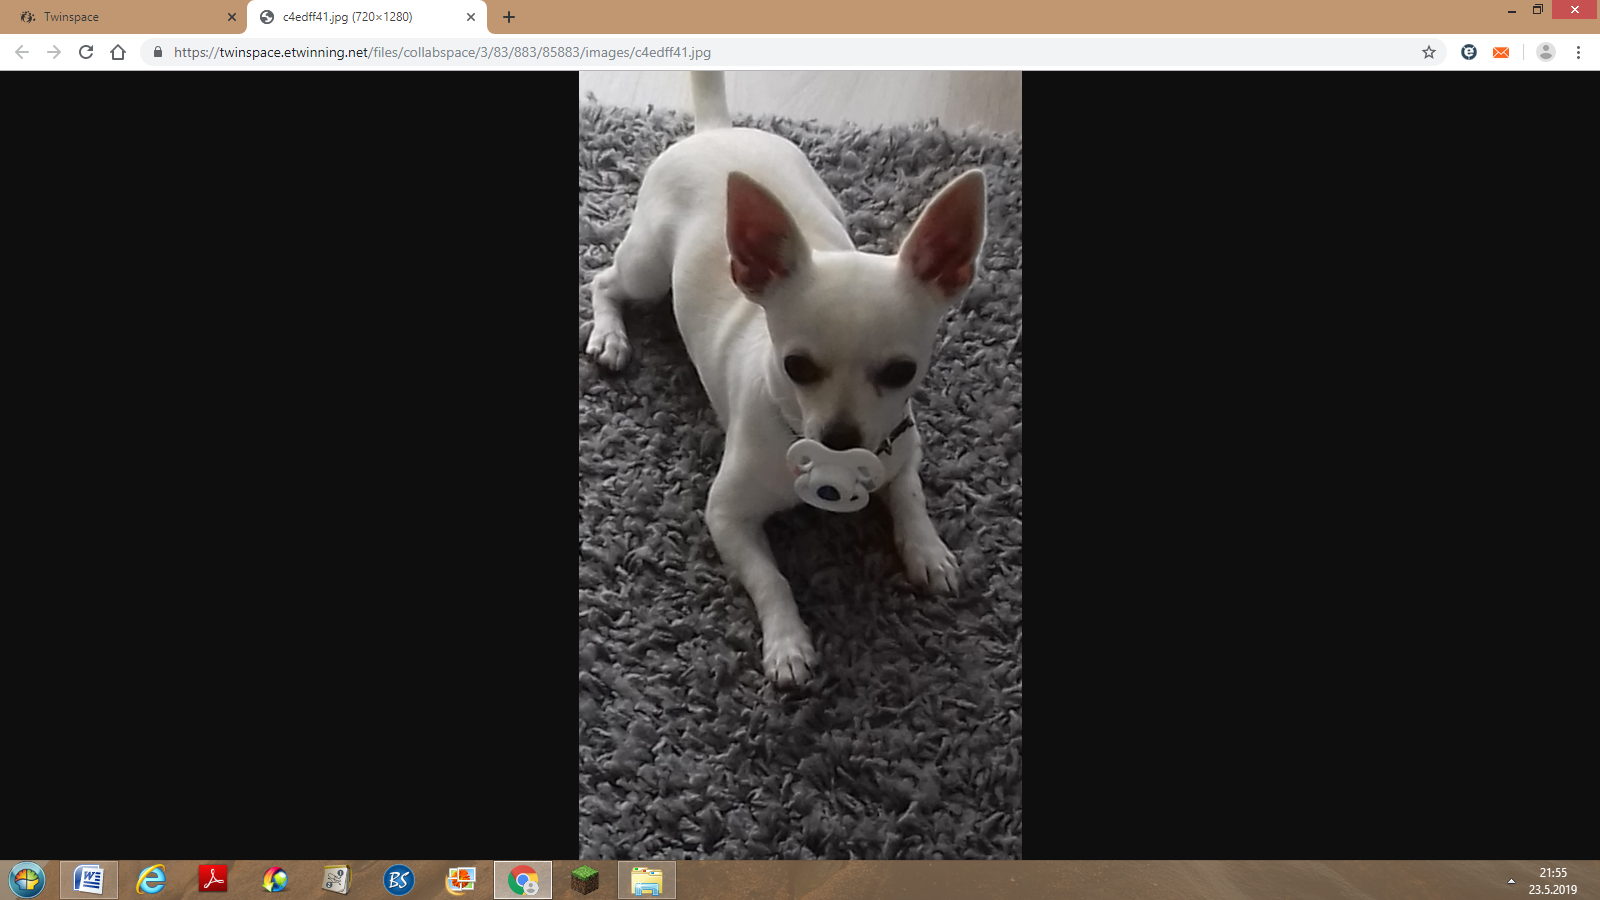 Twinspace
c4edff41.jpg (720×1280)
https://twinspace.etwinning.net/files/collabspace/3/83/883/85883/images/c4edff41.jpg
BS
21:55
23.5.2019